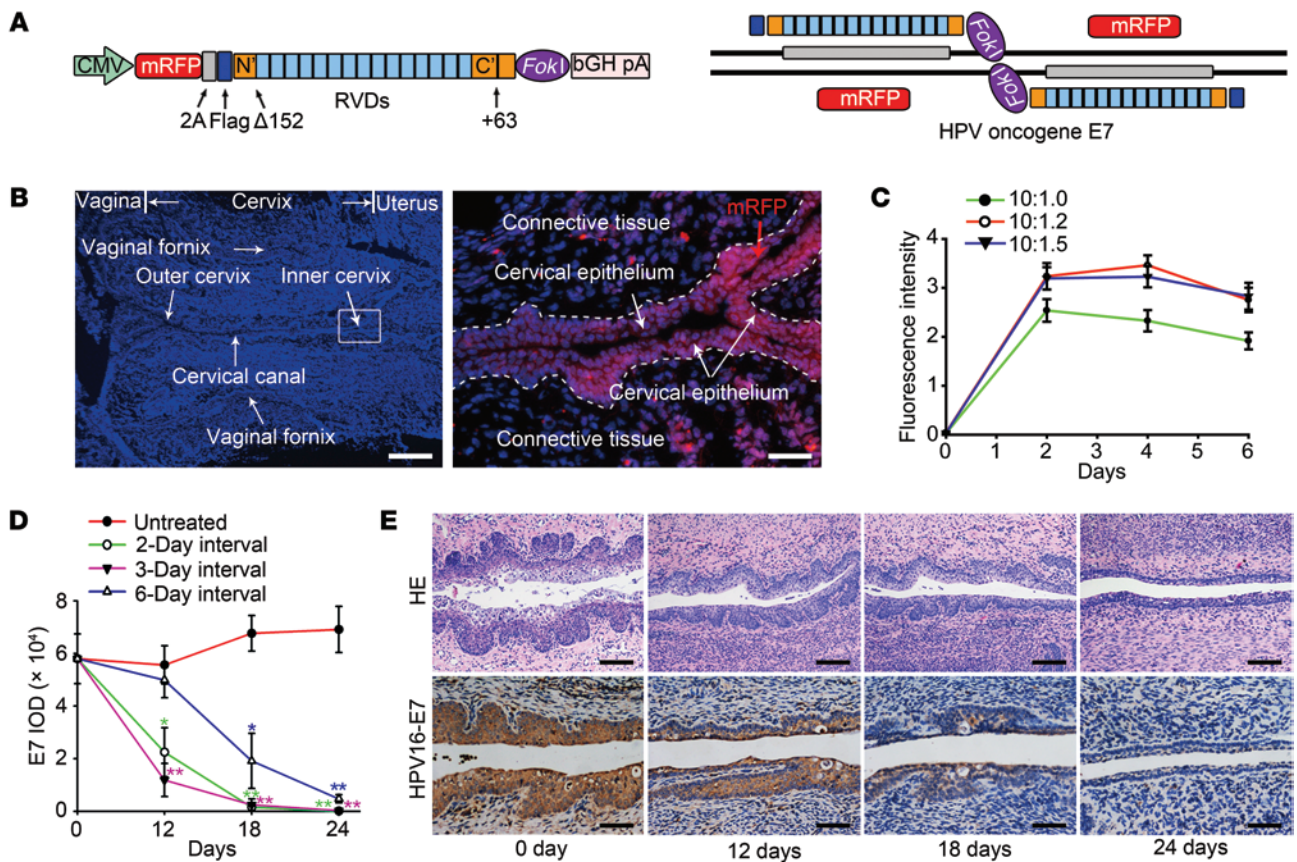 A
CMV mRFP N' C' FokI bGH pA
2A Flag Δ152 RVDs +63
FokI mRFP
mRFP FokI
HPV oncogene E7
B
Vagina Cervix Uterus
Vaginal fornix
Outer cervix Inner cervix
Cervical canal
Vaginal fornix
mRFP
Connective tissue
Cervical epithelium
Cervical epithelium
Connective tissue
C
10:1.0
10:1.2
10:1.5
Fluorescence intensity
4
3
2
1
0
0 1 2 3 4 5 6
Days
D
Untreated
2-Day interval
3-Day interval
6-Day interval
E7 IOD (× 10⁴)
8
6
4
2
0
* ** * ** ** ** ** **
0 12 18 24
Days
E
HE
HPV16-E7
0 day 12 days 18 days 24 days